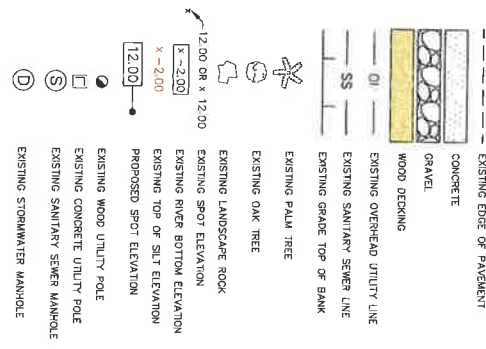 EXISTING EDGE OF PAVEMENT
CONCRETE
GRAVEL
WOOD DECKING
OI EXISTING OVERHEAD UTILITY LINE
SS EXISTING SANITARY SEWER LINE
EXISTING GRADE TOP OF BANK
EXISTING PALM TREE
EXISTING OAK TREE
EXISTING LANDSCAPE ROCK
12.00 OR x 12.00 EXISTING SPOT ELEVATION
x -2.00 EXISTING RIVER BOTTOM ELEVATION
x -2.00 EXISTING TOP OF SILT ELEVATION
12.00 PROPOSED SPOT ELEVATION
EXISTING WOOD UTILITY POLE
EXISTING CONCRETE UTILITY POLE
S EXISTING SANITARY SEWER MANHOLE
D EXISTING STORMWATER MANHOLE